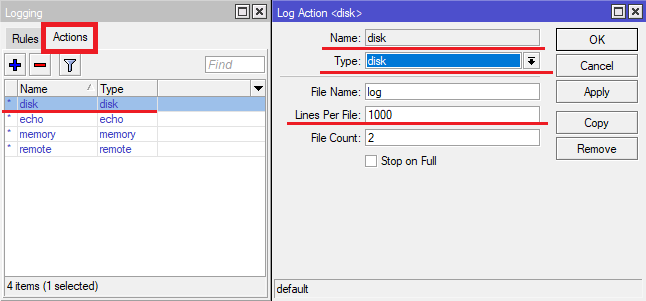 Logging
Rules Actions
Find
Name Type
* disk disk
* echo echo
* memory memory
* remote remote
4 items (1 selected)
Log Action <disk>
Name: disk
Type: disk
File Name: log
Lines Per File: 1000
File Count: 2
Stop on Full
OK
Cancel
Apply
Copy
Remove
default